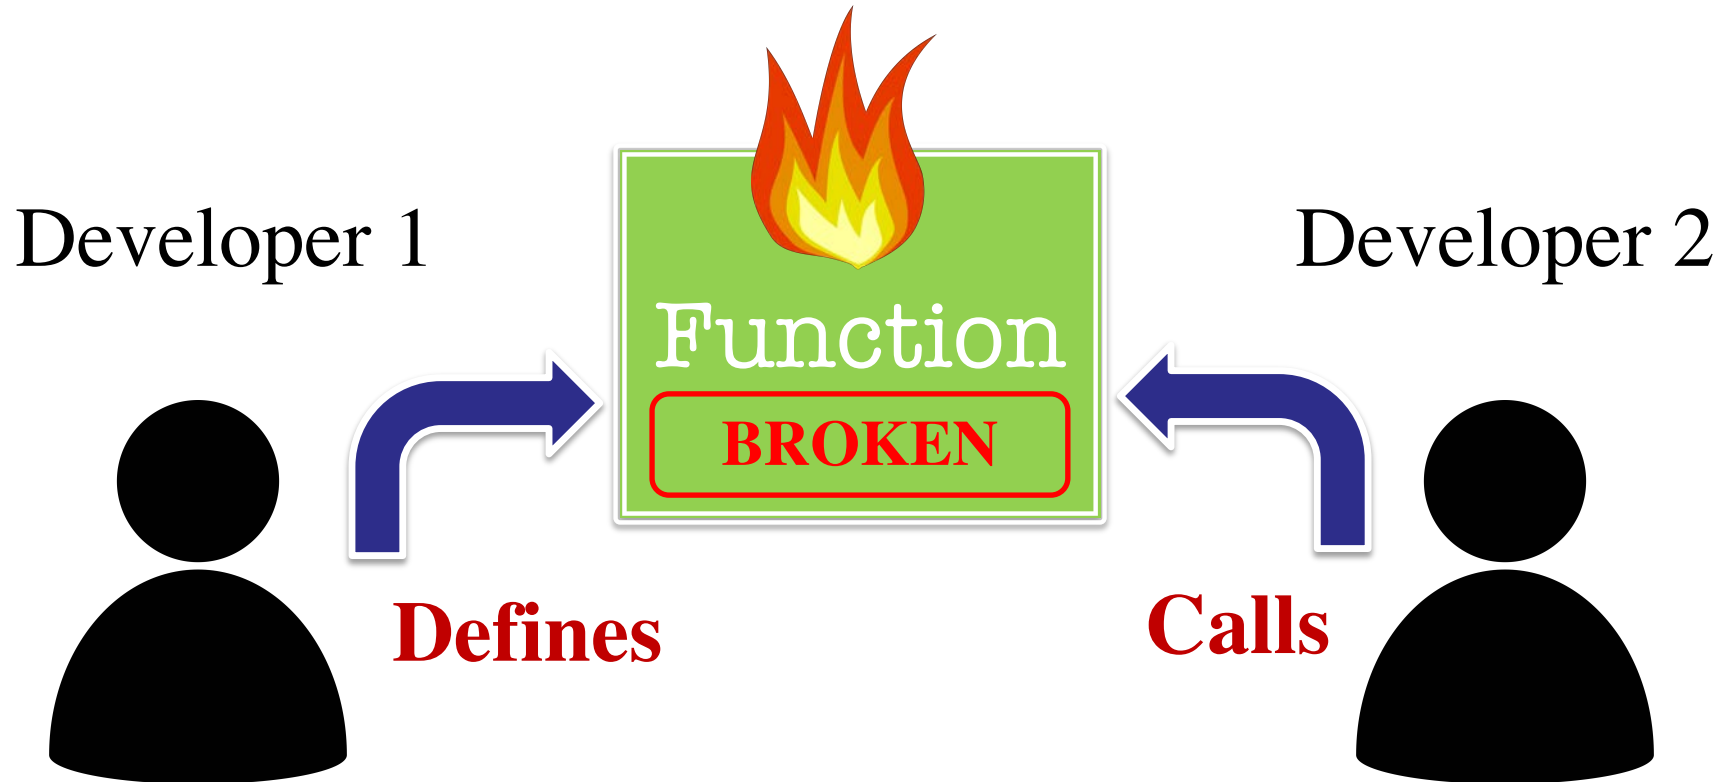 Developer 1
Developer 2
Function
BROKEN
Defines
Calls